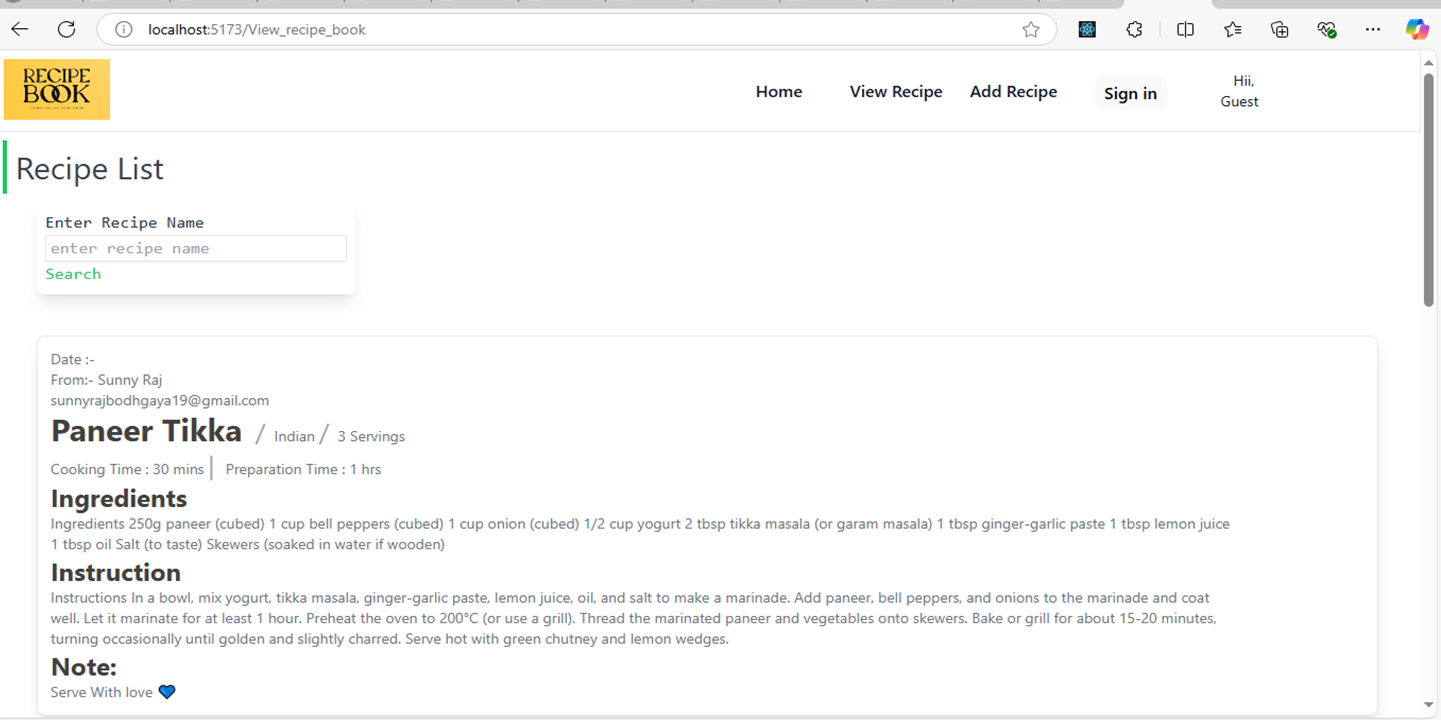 localhost:5173/View_recipe_book
RECIPE
BOOK
Home View Recipe Add Recipe Sign in Hii,
Guest
Recipe List
Enter Recipe Name
enter recipe name
Search
Date :-
From:- Sunny Raj
sunnyrajbodhgaya19@gmail.com
Paneer Tikka / Indian / 3 Servings
Cooking Time : 30 mins | Preparation Time : 1 hrs
Ingredients
Ingredients 250g paneer (cubed) 1 cup bell peppers (cubed) 1 cup onion (cubed) 1/2 cup yogurt 2 tbsp tikka masala (or garam masala) 1 tbsp ginger-garlic paste 1 tbsp lemon juice
1 tbsp oil Salt (to taste) Skewers (soaked in water if wooden)
Instruction
Instructions In a bowl, mix yogurt, tikka masala, ginger-garlic paste, lemon juice, oil, and salt to make a marinade. Add paneer, bell peppers, and onions to the marinade and coat
well. Let it marinate for at least 1 hour. Preheat the oven to 200°C (or use a grill). Thread the marinated paneer and vegetables onto skewers. Bake or grill for about 15-20 minutes,
turning occasionally until golden and slightly charred. Serve hot with green chutney and lemon wedges.
Note:
Serve With love 💙